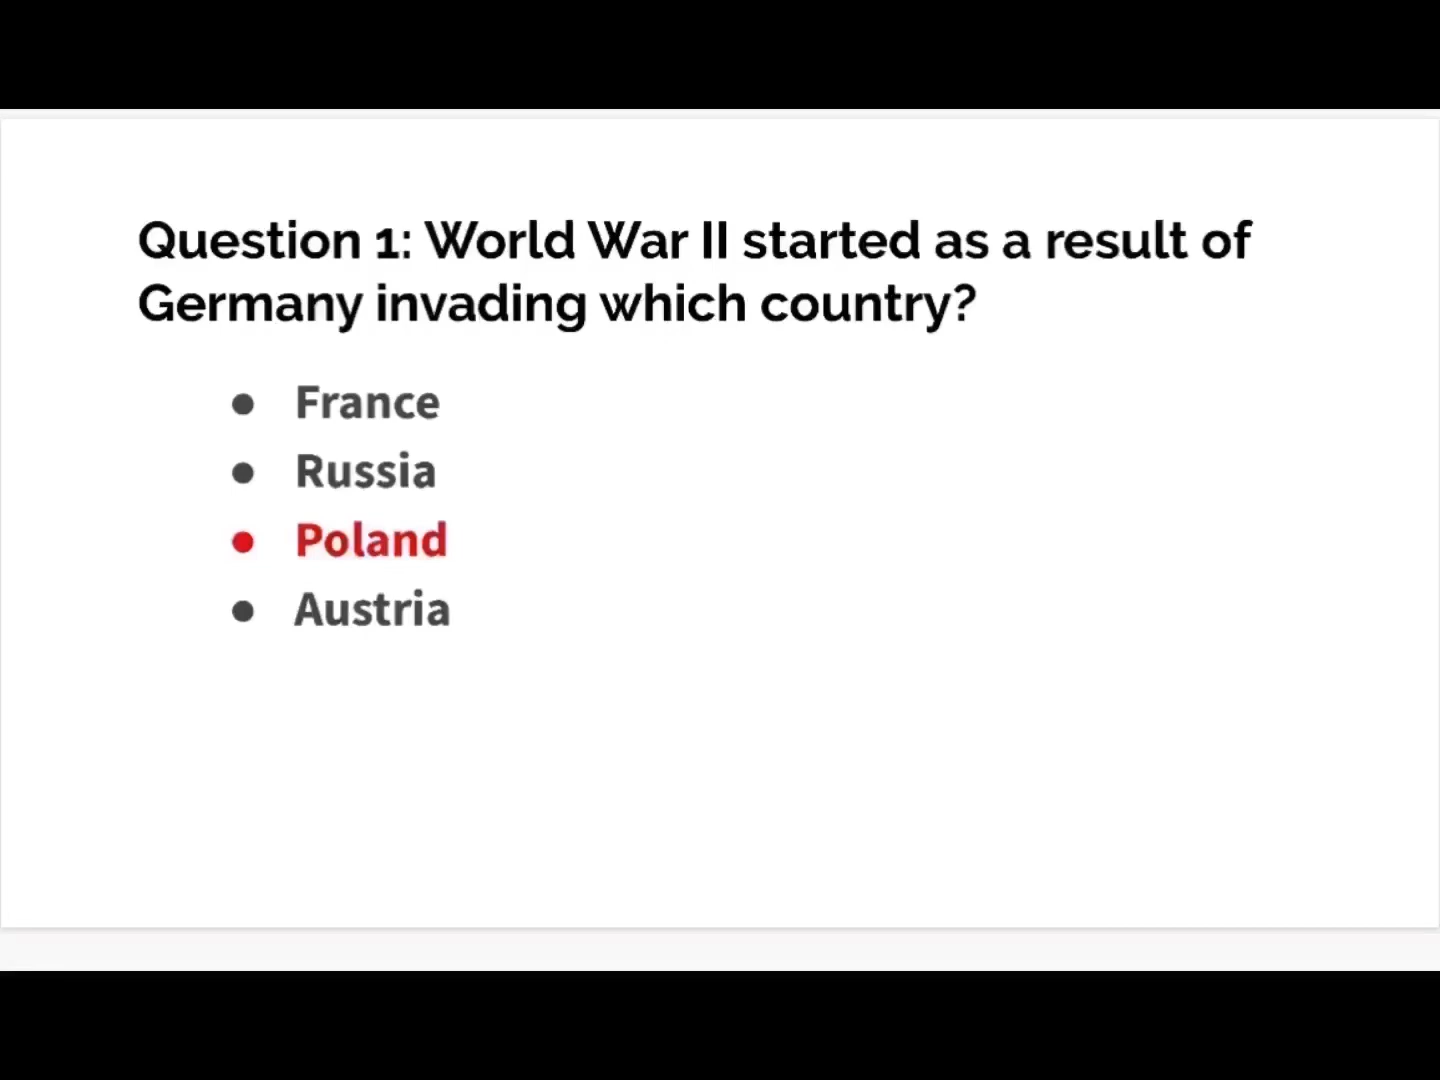 Question 1: World War II started as a result of
Germany invading which country?
● France
● Russia
● Poland
● Austria